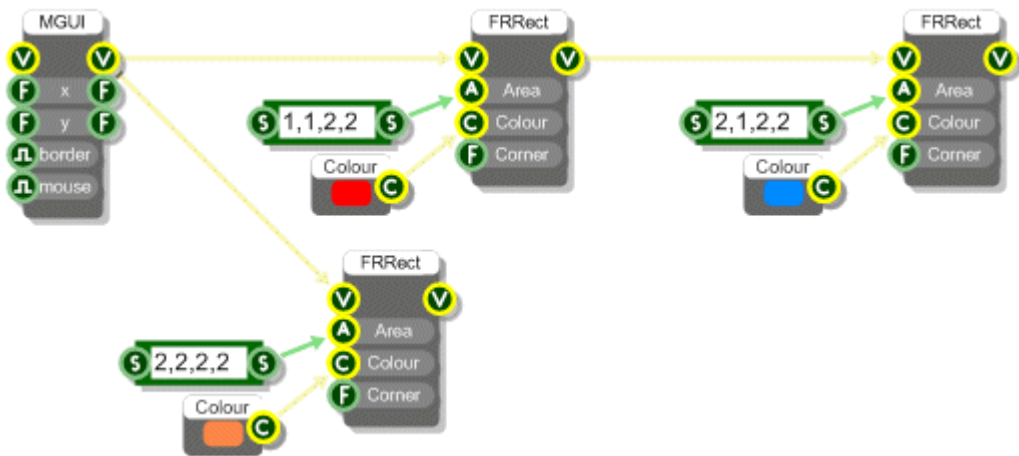 MGUI
V V
F x F
F y F
border
mouse
FRRect
V V
A Area
C Colour
F Corner
S 1,1,2,2 S
Colour
C
FRRect
V V
A Area
C Colour
F Corner
S 2,1,2,2 S
Colour
C
FRRect
V V
A Area
C Colour
F Corner
S 2,2,2,2 S
Colour
C